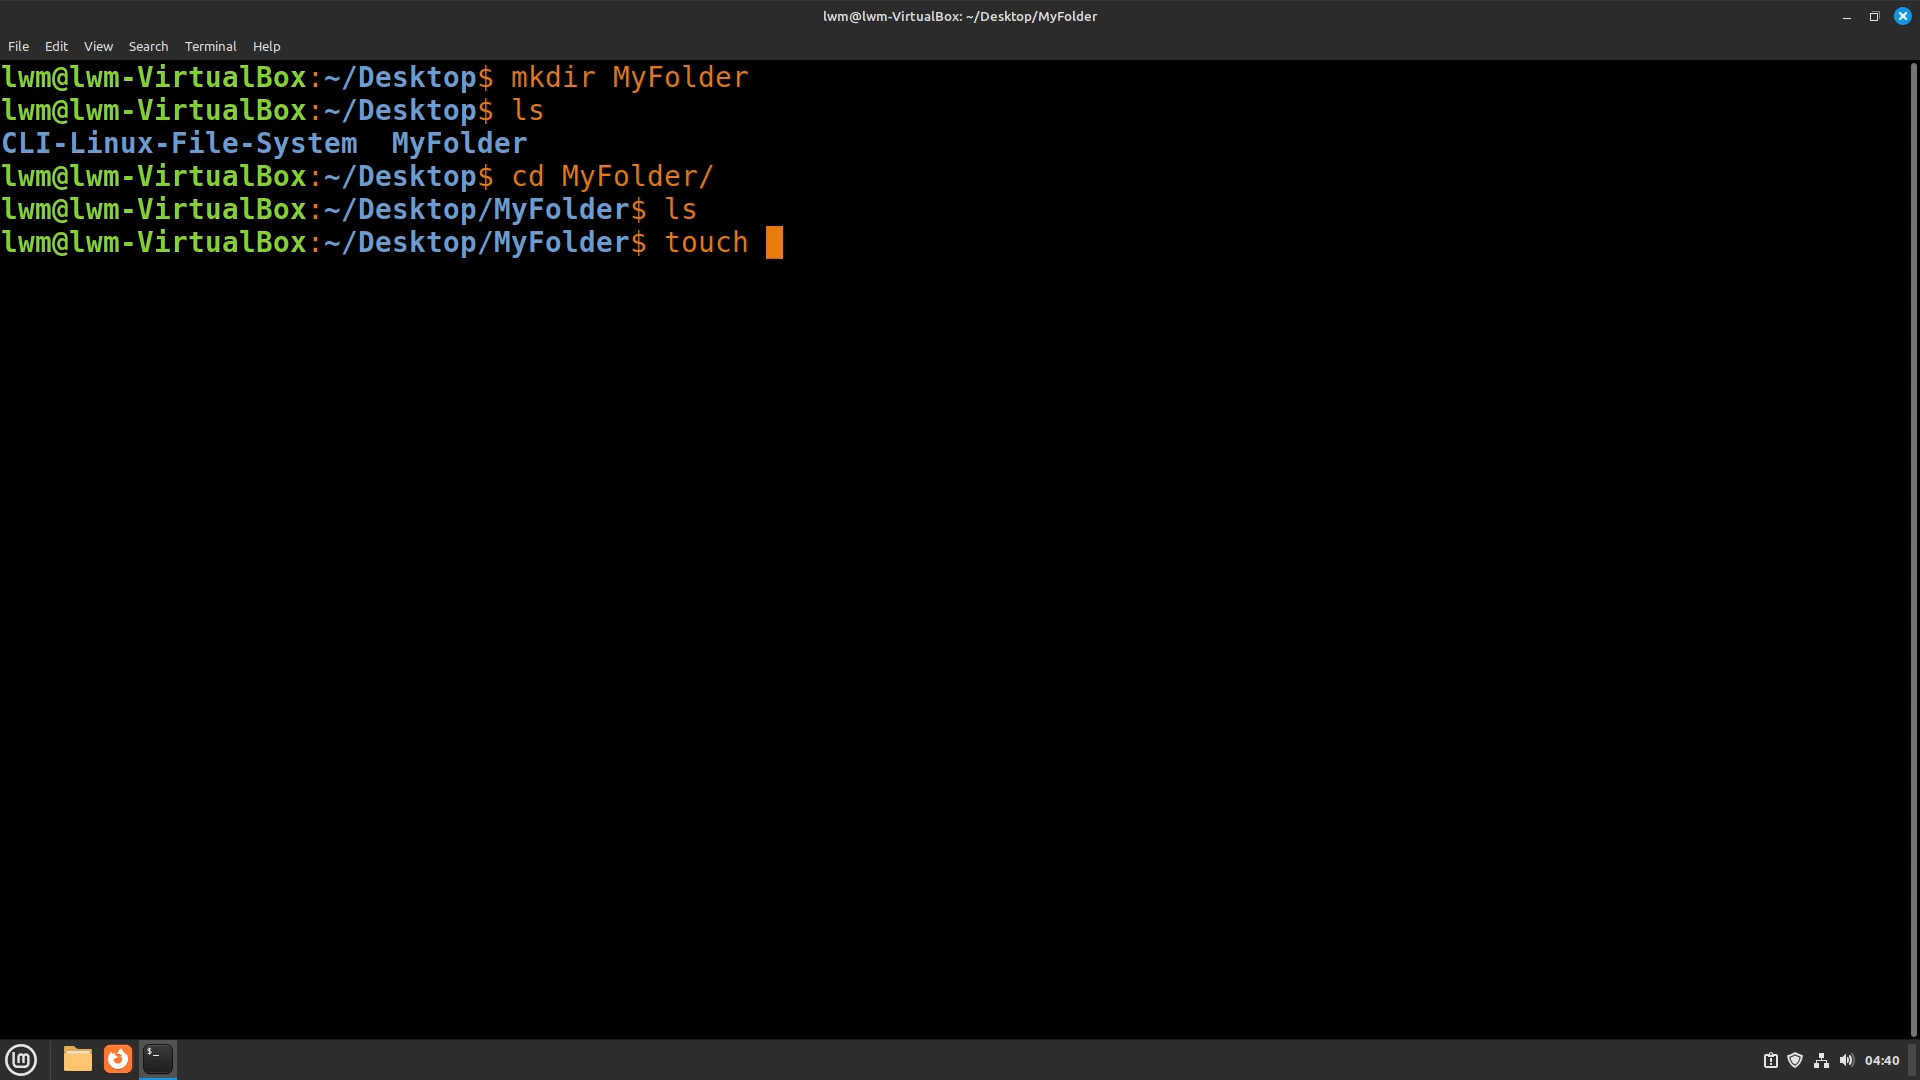 lwm@lwm-VirtualBox: ~/Desktop/MyFolder
File Edit View Search Terminal Help
lwm@lwm-VirtualBox:~/Desktop$ mkdir MyFolder
lwm@lwm-VirtualBox:~/Desktop$ ls
CLI-Linux-File-System  MyFolder
lwm@lwm-VirtualBox:~/Desktop$ cd MyFolder/
lwm@lwm-VirtualBox:~/Desktop/MyFolder$ ls
lwm@lwm-VirtualBox:~/Desktop/MyFolder$ touch
$_
04:40